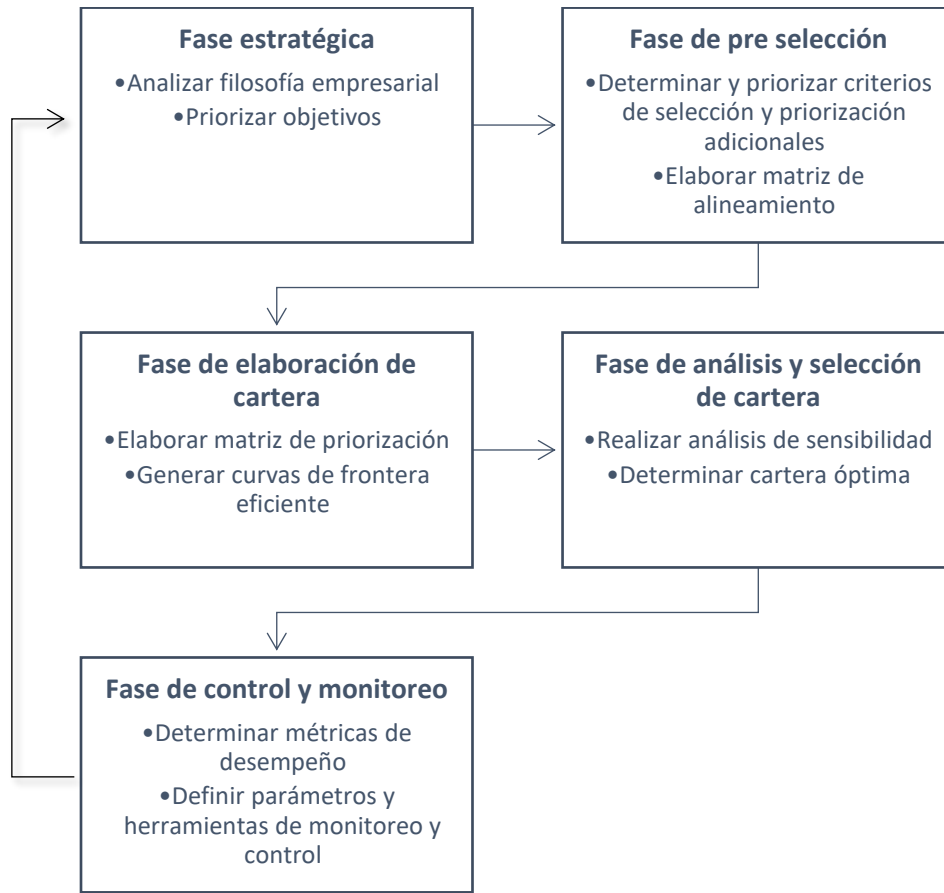 Fase estratégica
•Analizar filosofía empresarial
•Priorizar objetivos
Fase de pre selección
•Determinar y priorizar criterios
de selección y priorización
adicionales
•Elaborar matriz de
alineamiento
Fase de elaboración de
cartera
•Elaborar matriz de priorización
•Generar curvas de frontera
eficiente
Fase de análisis y selección
de cartera
•Realizar análisis de sensibilidad
•Determinar cartera óptima
Fase de control y monitoreo
•Determinar métricas de
desempeño
•Definir parámetros y
herramientas de monitoreo y
control